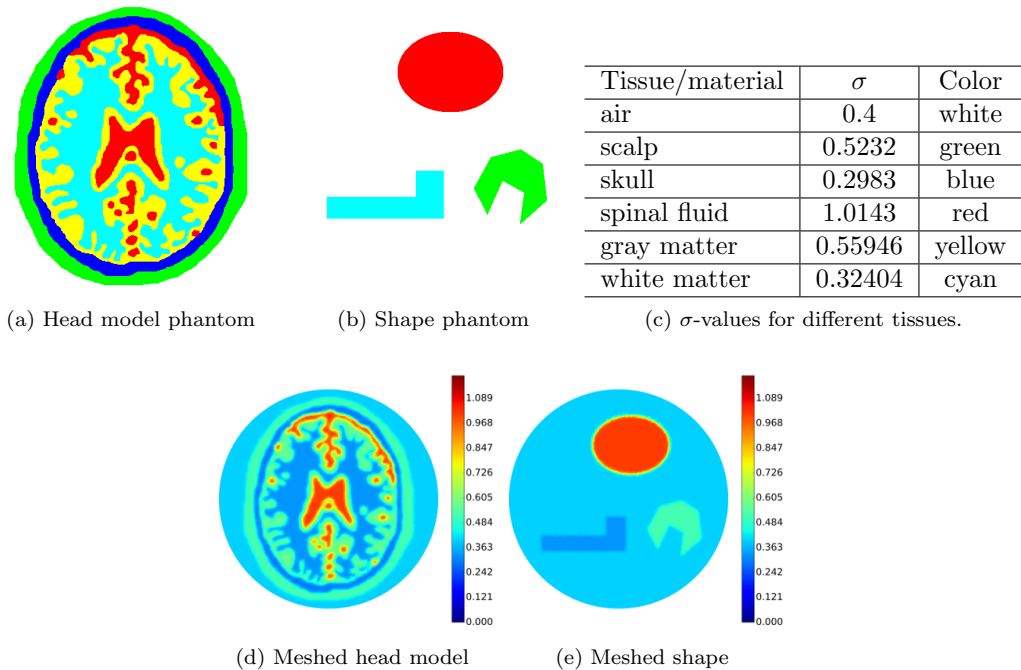 Tissue/material σ Color
air 0.4 white
scalp 0.5232 green
skull 0.2983 blue
spinal fluid 1.0143 red
gray matter 0.55946 yellow
white matter 0.32404 cyan
(a) Head model phantom
(b) Shape phantom
(c) σ-values for different tissues.
1.089
0.968
0.847
0.726
0.605
0.484
0.363
0.242
0.121
0.000
1.089
0.968
0.847
0.726
0.605
0.484
0.363
0.242
0.121
0.000
(d) Meshed head model
(e) Meshed shape